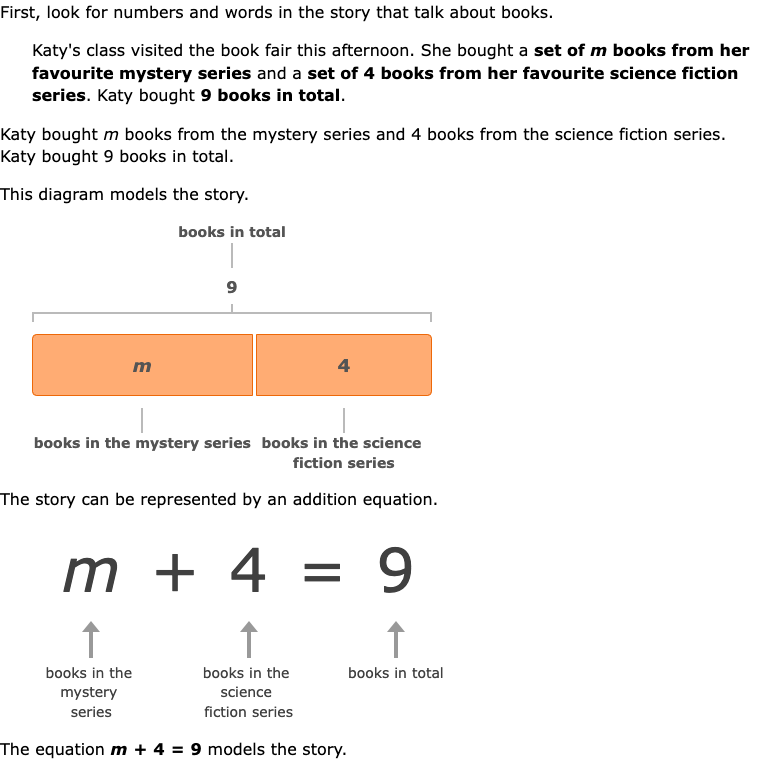 First, look for numbers and words in the story that talk about books.
Katy's class visited the book fair this afternoon. She bought a set of m books from her
favourite mystery series and a set of 4 books from her favourite science fiction
series. Katy bought 9 books in total.
Katy bought m books from the mystery series and 4 books from the science fiction series.
Katy bought 9 books in total.
This diagram models the story.
books in total
9
m 4
books in the mystery series books in the science
fiction series
The story can be represented by an addition equation.
m + 4 = 9
books in the books in the books in total
mystery science
series fiction series
The equation m + 4 = 9 models the story.